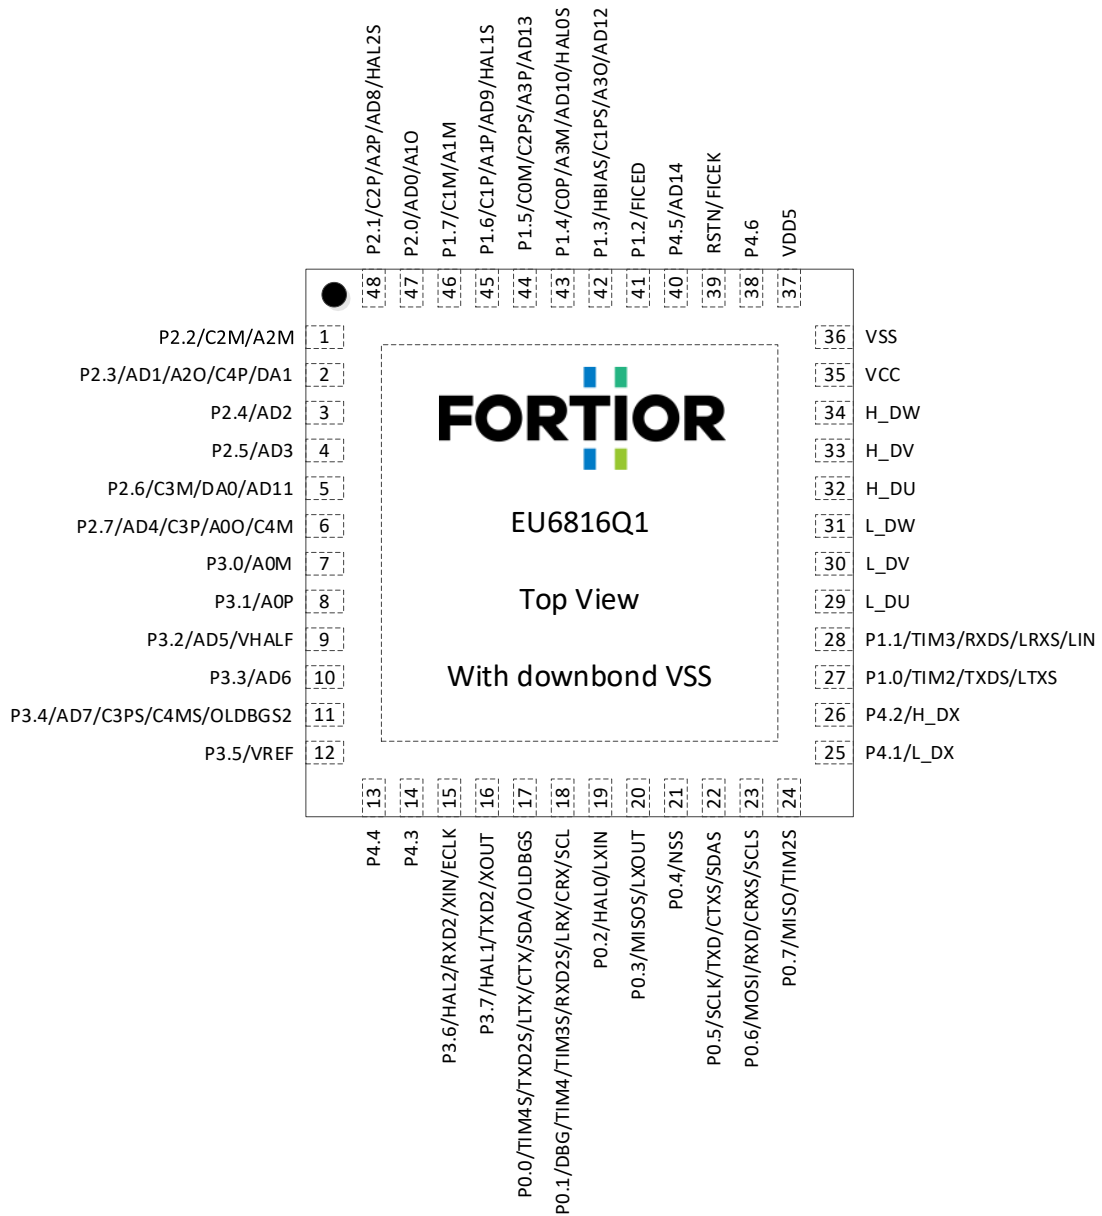 P2.1/C2P/A2P/AD8/HAL2S
P2.0/AD0/A1O
P1.7/C1M/A1M
P1.6/C1P/A1P/AD9/HAL1S
P1.5/C0M/C2PS/A3P/AD13
P1.4/C0P/A3M/AD10/HAL0S
P1.3/HBIAS/C1PS/A3O/AD12
P1.2/FICED
P4.5/AD14
RSTN/FICEK
P4.6
VDD5
48
47
46
45
44
43
42
41
40
39
38
37
P2.2/C2M/A2M 1
P2.3/AD1/A2O/C4P/DA1 2
P2.4/AD2 3
P2.5/AD3 4
P2.6/C3M/DA0/AD11 5
P2.7/AD4/C3P/A0O/C4M 6
P3.0/A0M 7
P3.1/A0P 8
P3.2/AD5/VHALF 9
P3.3/AD6 10
P3.4/AD7/C3PS/C4MS/OLDBGS2 11
P3.5/VREF 12
FORTIOR
EU6816Q1
Top View
With downbond VSS
36 VSS
35 VCC
34 H_DW
33 H_DV
32 H_DU
31 L_DW
30 L_DV
29 L_DU
28 P1.1/TIM3/RXDS/LRXS/LIN
27 P1.0/TIM2/TXDS/LTXS
26 P4.2/H_DX
25 P4.1/L_DX
13
14
15
16
17
18
19
20
21
22
23
24
P4.4
P4.3
P3.6/HAL2/RXD2/XIN/ECLK
P3.7/HAL1/TXD2/XOUT
P0.0/TIM4S/TXD2S/LTX/CTX/SDA/OLDBGS
P0.1/DBG/TIM4/TIM3S/RXD2S/LRX/CRX/SCL
P0.2/HAL0/LXIN
P0.3/MISOS/LXOUT
P0.4/NSS
P0.5/SCLK/TXD/CTXS/SDAS
P0.6/MOSI/RXD/CRXS/SCLS
P0.7/MISO/TIM2S